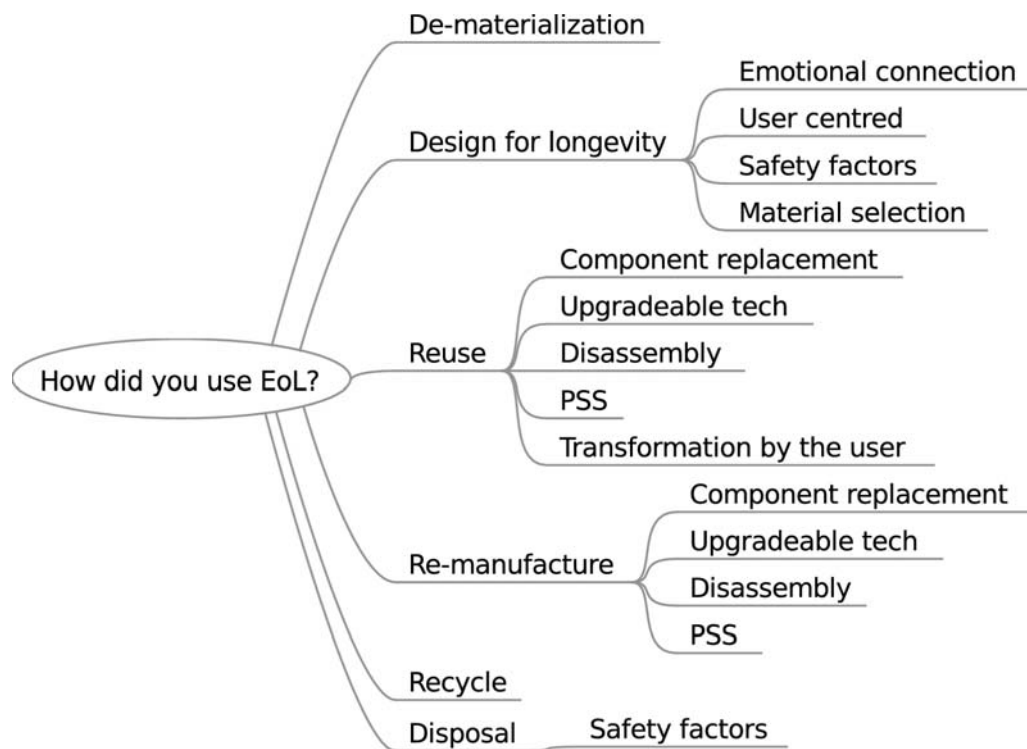 How did you use EoL?
De-materialization
Design for longevity
Emotional connection
User centred
Safety factors
Material selection
Reuse
Component replacement
Upgradeable tech
Disassembly
PSS
Transformation by the user
Re-manufacture
Component replacement
Upgradeable tech
Disassembly
PSS
Recycle
Disposal
Safety factors